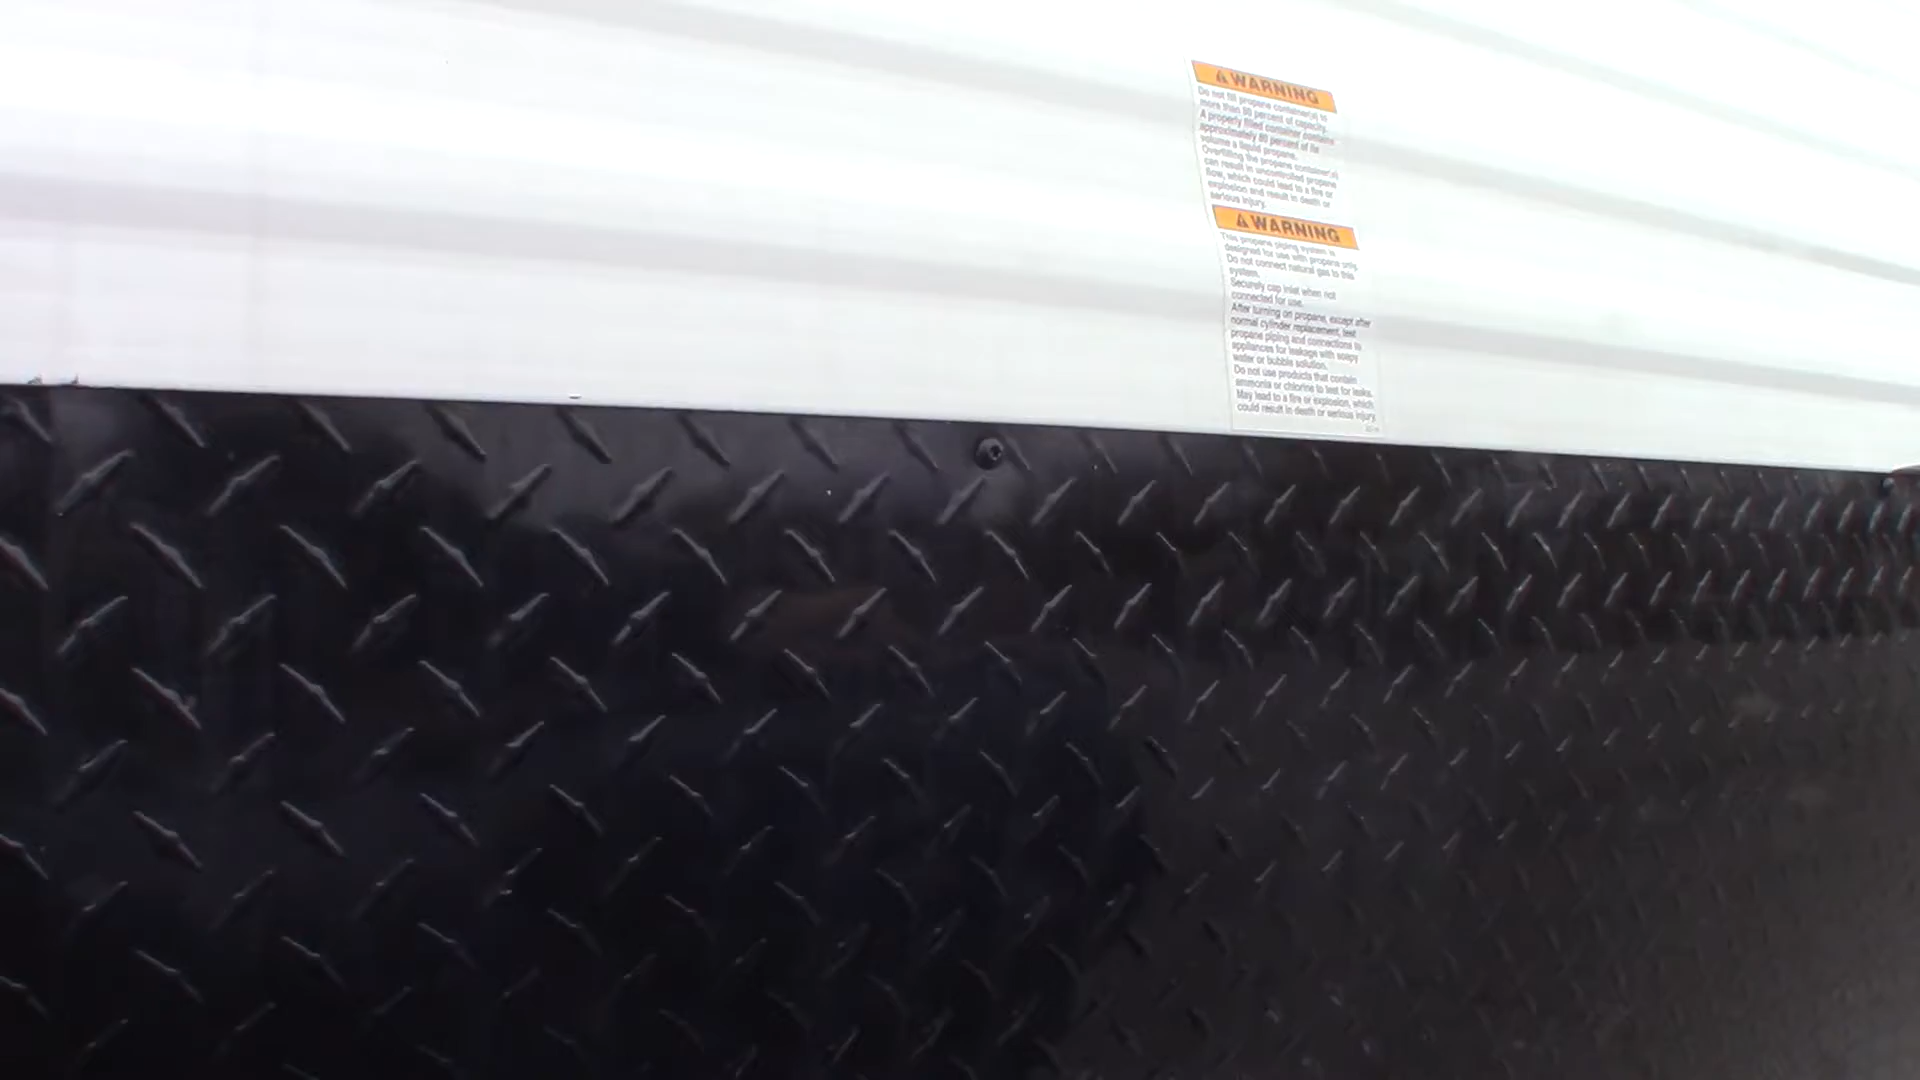 WARNING
Do not fill propane container(s) to
more than 80 percent of capacity.
A properly filled container contains
approximately 80 percent of its
volume a liquid propane.
Overfilling the propane container(s)
can result in uncontrolled propane
flow, which could lead to a fire or
explosion and result in death or
serious injury.
WARNING
This propane piping system is
designed for use with propane only.
Do not connect natural gas to this
system.
Securely cap inlet when not
connected for use.
After turning on propane, except after
normal cylinder replacement, test
propane piping and connections to
appliances for leakage with soapy
water or bubble solution.
Do not use products that contain
ammonia or chlorine to test for leaks.
May lead to a fire or explosion, which
could result in death or serious injury.